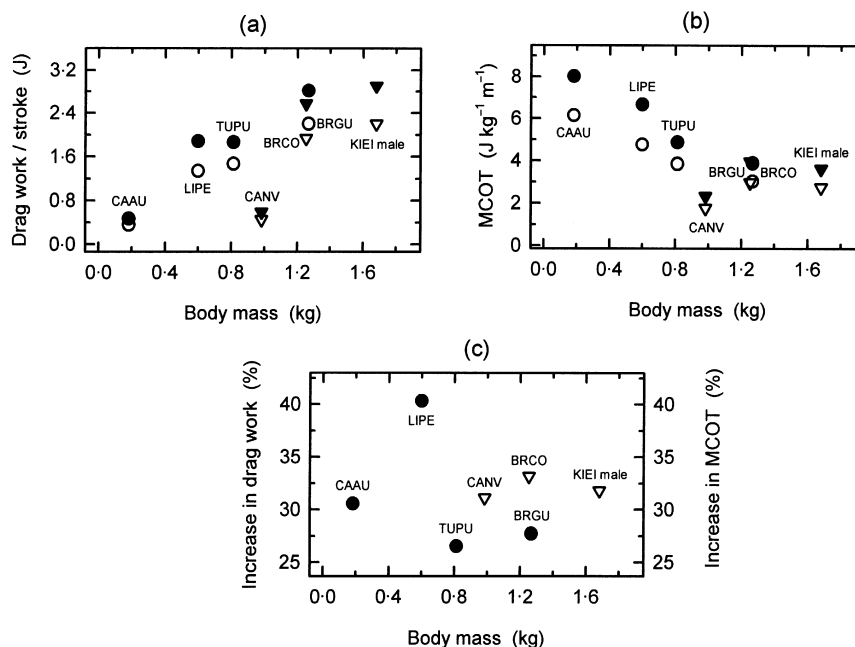 (a)
Drag work / stroke (J)
3·2
2·4
1·6
0·8
0·0
CAAU
LIPE
TUPU
CANV
BRCO
BRGU
KIEI male
0·0 0·4 0·8 1·2 1·6
Body mass (kg)
(b)
MCOT (J kg⁻¹ m⁻¹)
8
6
4
2
0
CAAU
LIPE
TUPU
CANV
BRGU
BRCO
KIEI male
0·0 0·4 0·8 1·2 1·6
Body mass (kg)
(c)
Increase in drag work (%)
40
35
30
25
CAAU
LIPE
TUPU
CANV
BRCO
BRGU
KIEI male
40
35
30
25
Increase in MCOT (%)
0·0 0·4 0·8 1·2 1·6
Body mass (kg)